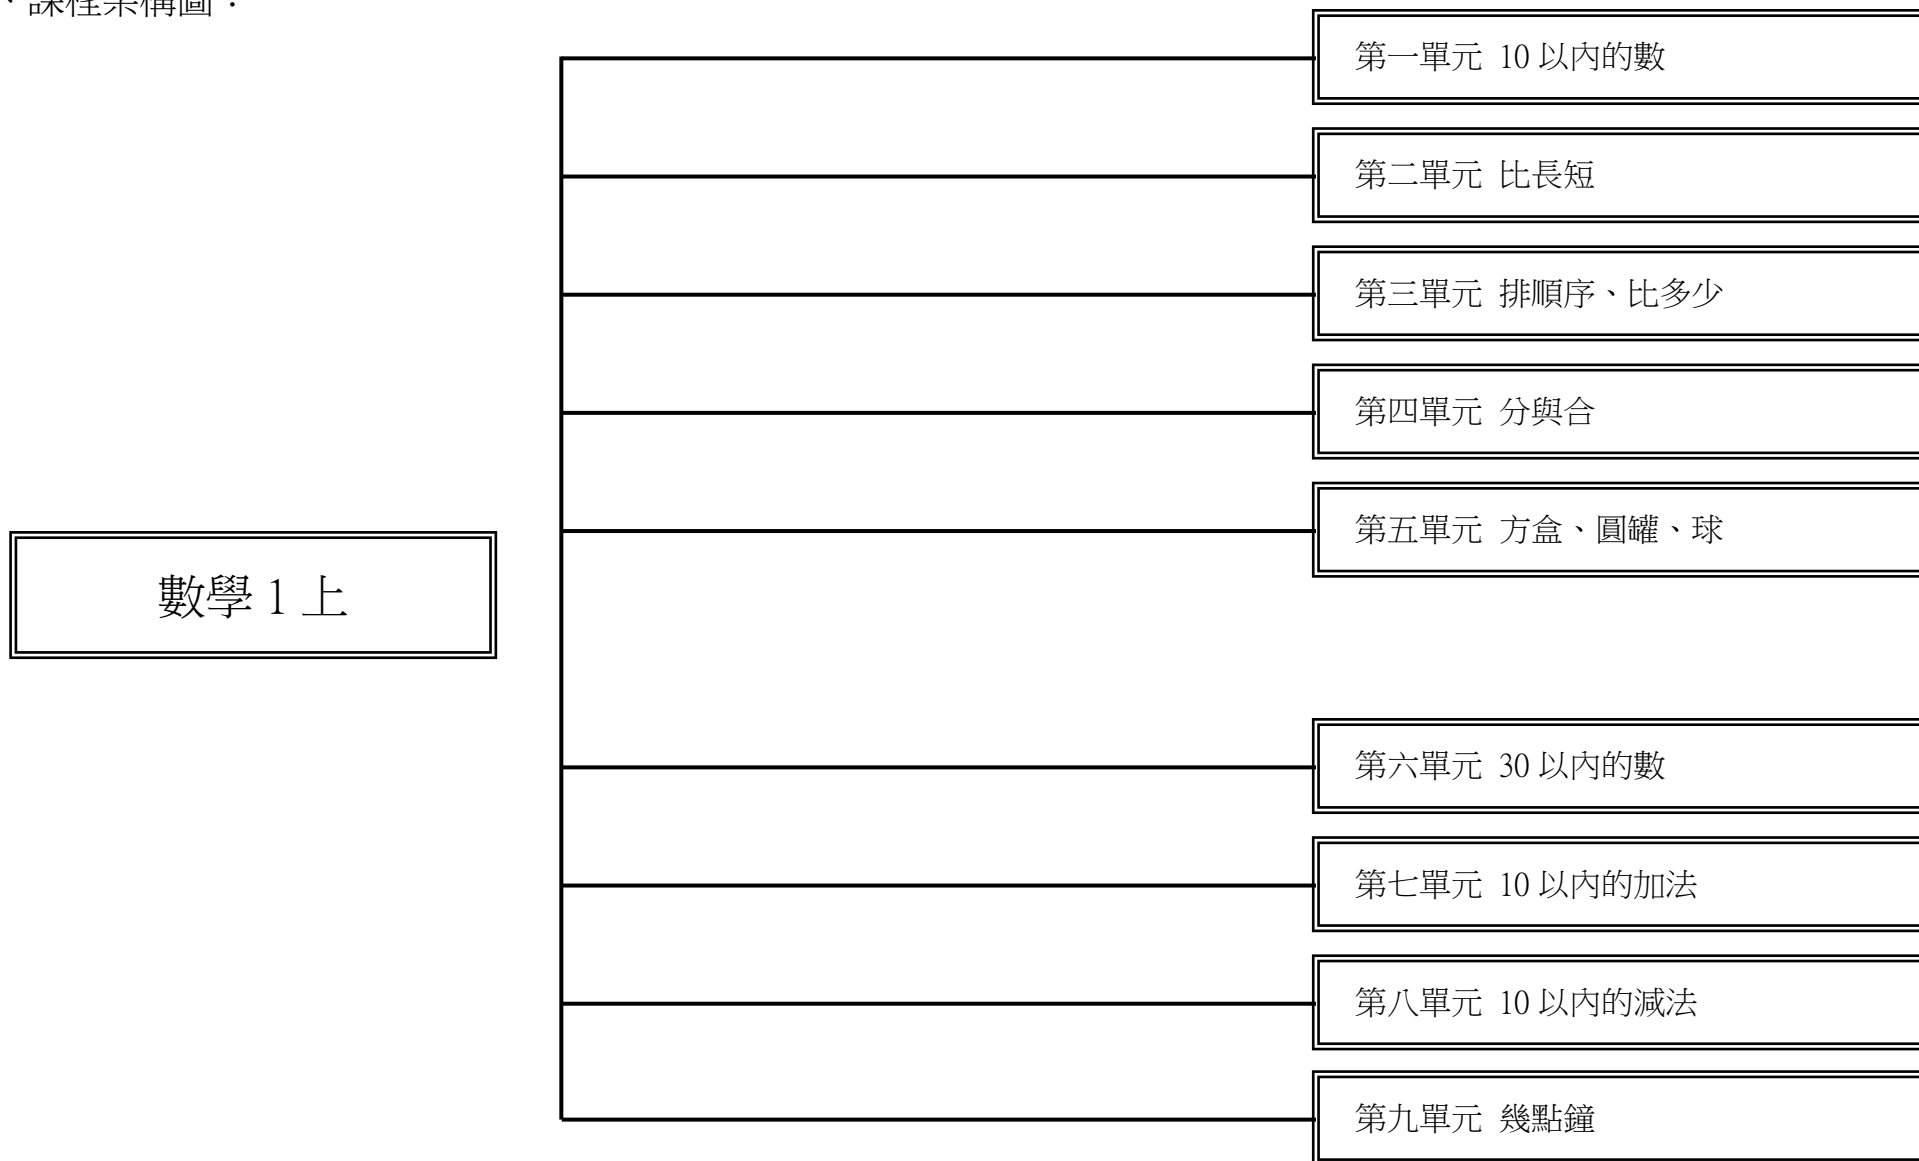 、課程架構圖：
第一單元 10 以內的數
第二單元 比長短
第三單元 排順序、比多少
第四單元 分與合
第五單元 方盒、圓罐、球
數學 1 上
第六單元 30 以內的數
第七單元 10 以內的加法
第八單元 10 以內的減法
第九單元 幾點鐘